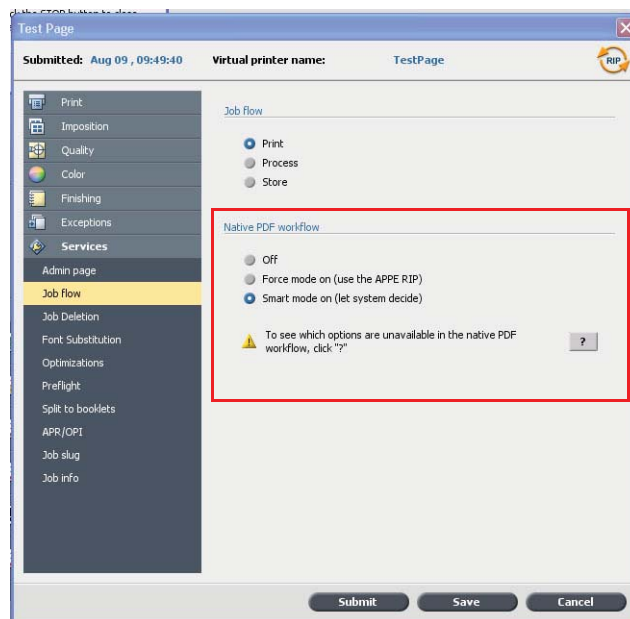 Test Page
Submitted: Aug 09 , 09:49:40 Virtual printer name: TestPage
RIP
Print
Imposition
Quality
Color
Finishing
Exceptions
Services
Admin page
Job flow
Job Deletion
Font Substitution
Optimizations
Preflight
Split to booklets
APR/OPI
Job slug
Job info
Job flow
Print
Process
Store
Native PDF workflow
Off
Force mode on (use the APPE RIP)
Smart mode on (let system decide)
To see which options are unavailable in the native PDF
workflow, click "?"
?
Submit Save Cancel